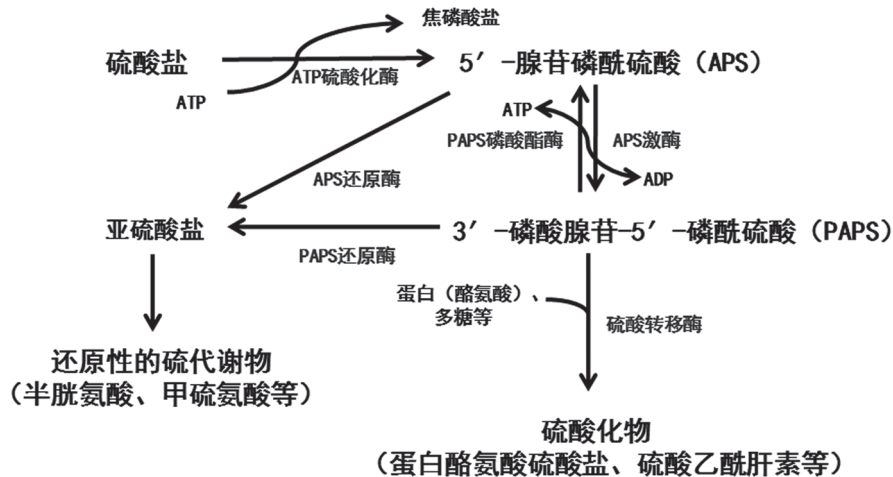 焦磷酸盐
硫酸盐
5′-腺苷磷酰硫酸（APS）
ATP硫酸化酶
ATP
ATP
PAPS磷酸酯酶
APS激酶
APS还原酶
ADP
亚硫酸盐
3′-磷酸腺苷-5′-磷酰硫酸（PAPS）
PAPS还原酶
蛋白（酪氨酸）、
多糖等
硫酸转移酶
还原性的硫代谢物
（半胱氨酸、甲硫氨酸等）
硫酸化物
（蛋白酪氨酸硫酸盐、硫酸乙酰肝素等）